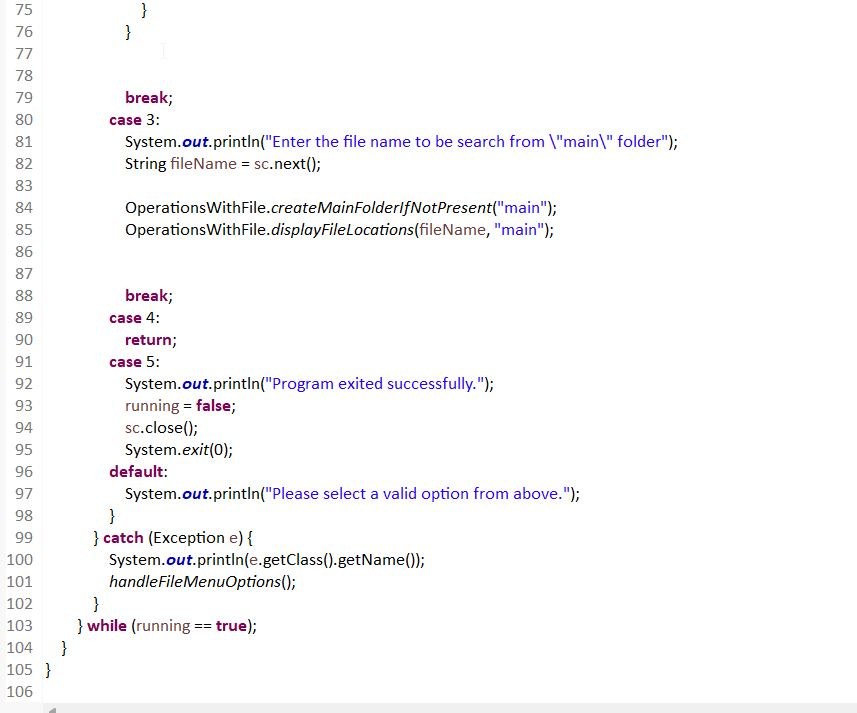 75 }
76 }
77
78
79 break;
80 case 3:
81 System.out.println("Enter the file name to be search from \"main\" folder");
82 String fileName = sc.next();
83
84 OperationsWithFile.createMainFolderIfNotPresent("main");
85 OperationsWithFile.displayFileLocations(fileName, "main");
86
87
88 break;
89 case 4:
90 return;
91 case 5:
92 System.out.println("Program exited successfully.");
93 running = false;
94 sc.close();
95 System.exit(0);
96 default:
97 System.out.println("Please select a valid option from above.");
98 }
99 } catch (Exception e) {
100 System.out.println(e.getClass().getName());
101 handleFileMenuOptions();
102 }
103 } while (running == true);
104 }
105 }
106